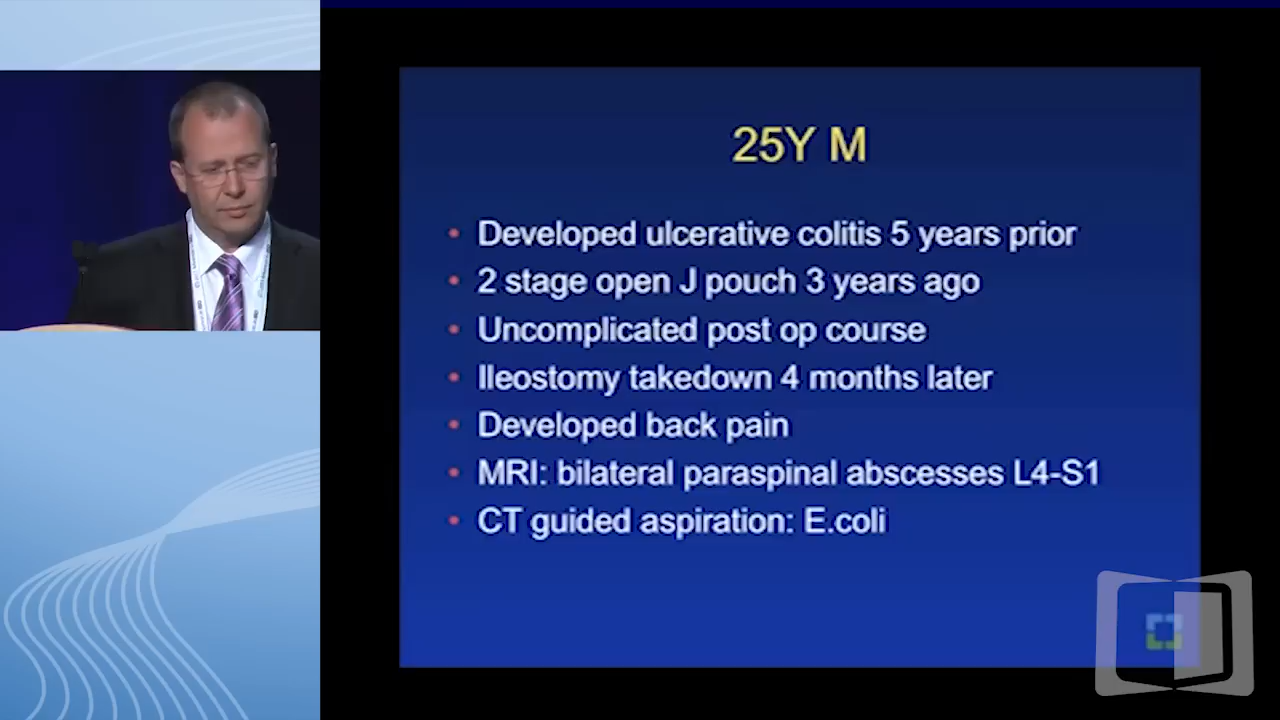 25Y M
• Developed ulcerative colitis 5 years prior
• 2 stage open J pouch 3 years ago
• Uncomplicated post op course
• Ileostomy takedown 4 months later
• Developed back pain
• MRI: bilateral paraspinal abscesses L4-S1
• CT guided aspiration: E.coli